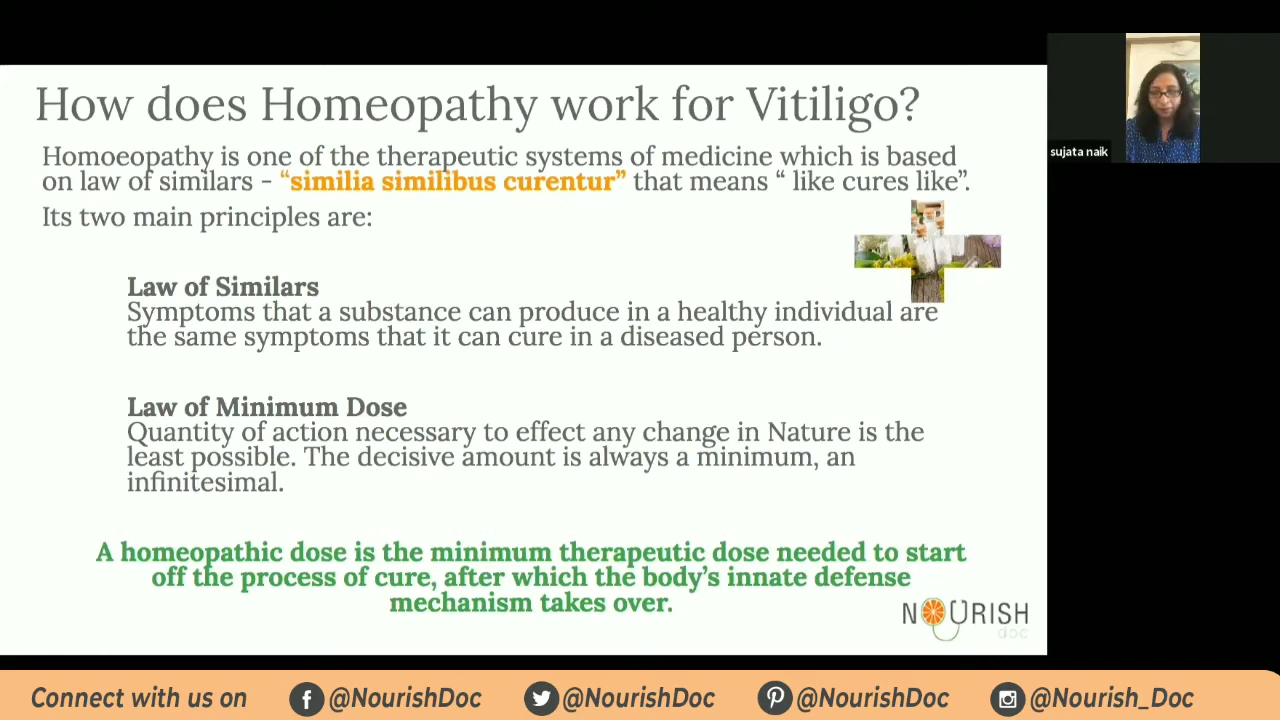 How does Homeopathy work for Vitiligo?
Homoeopathy is one of the therapeutic systems of medicine which is based
on law of similars - “similia similibus curentur” that means “ like cures like”.
Its two main principles are:
Law of Similars
Symptoms that a substance can produce in a healthy individual are
the same symptoms that it can cure in a diseased person.
Law of Minimum Dose
Quantity of action necessary to effect any change in Nature is the
least possible. The decisive amount is always a minimum, an
infinitesimal.
A homeopathic dose is the minimum therapeutic dose needed to start
off the process of cure, after which the body’s innate defense
mechanism takes over.
NOURISH
doc
sujata naik
Connect with us on @NourishDoc @NourishDoc @NourishDoc @Nourish_Doc